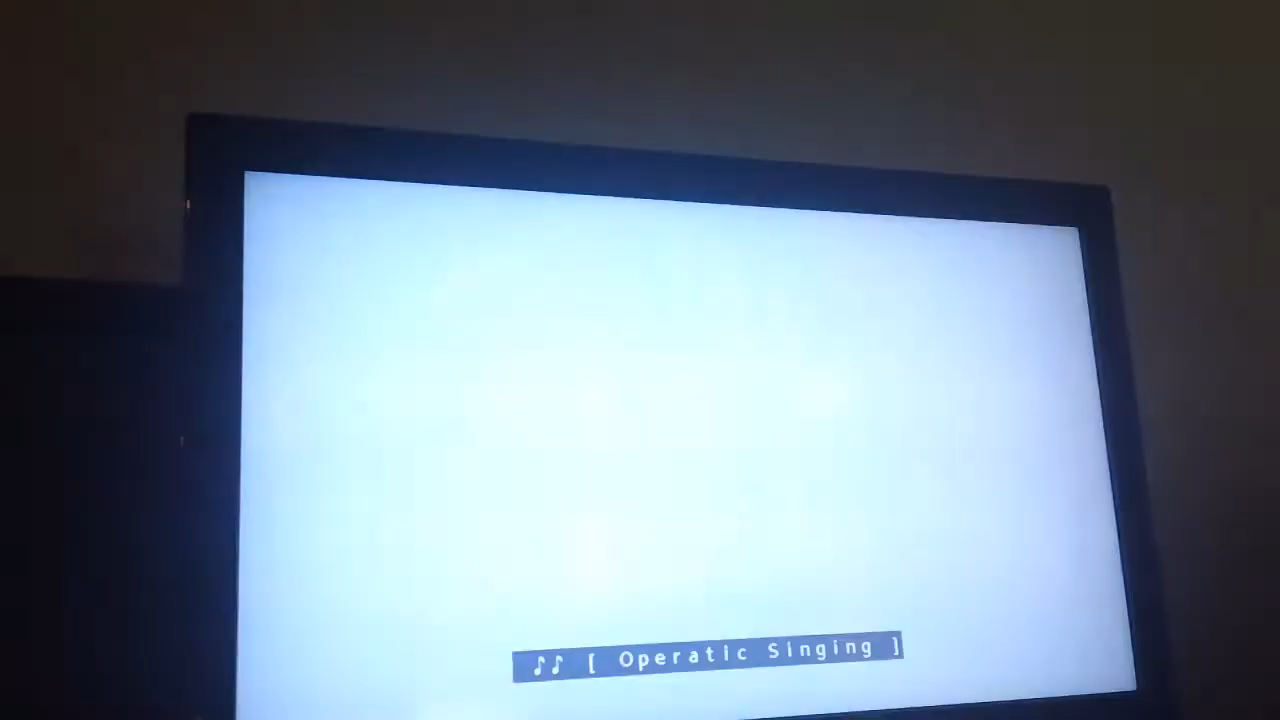 ♪♪ [ Operatic Singing ]